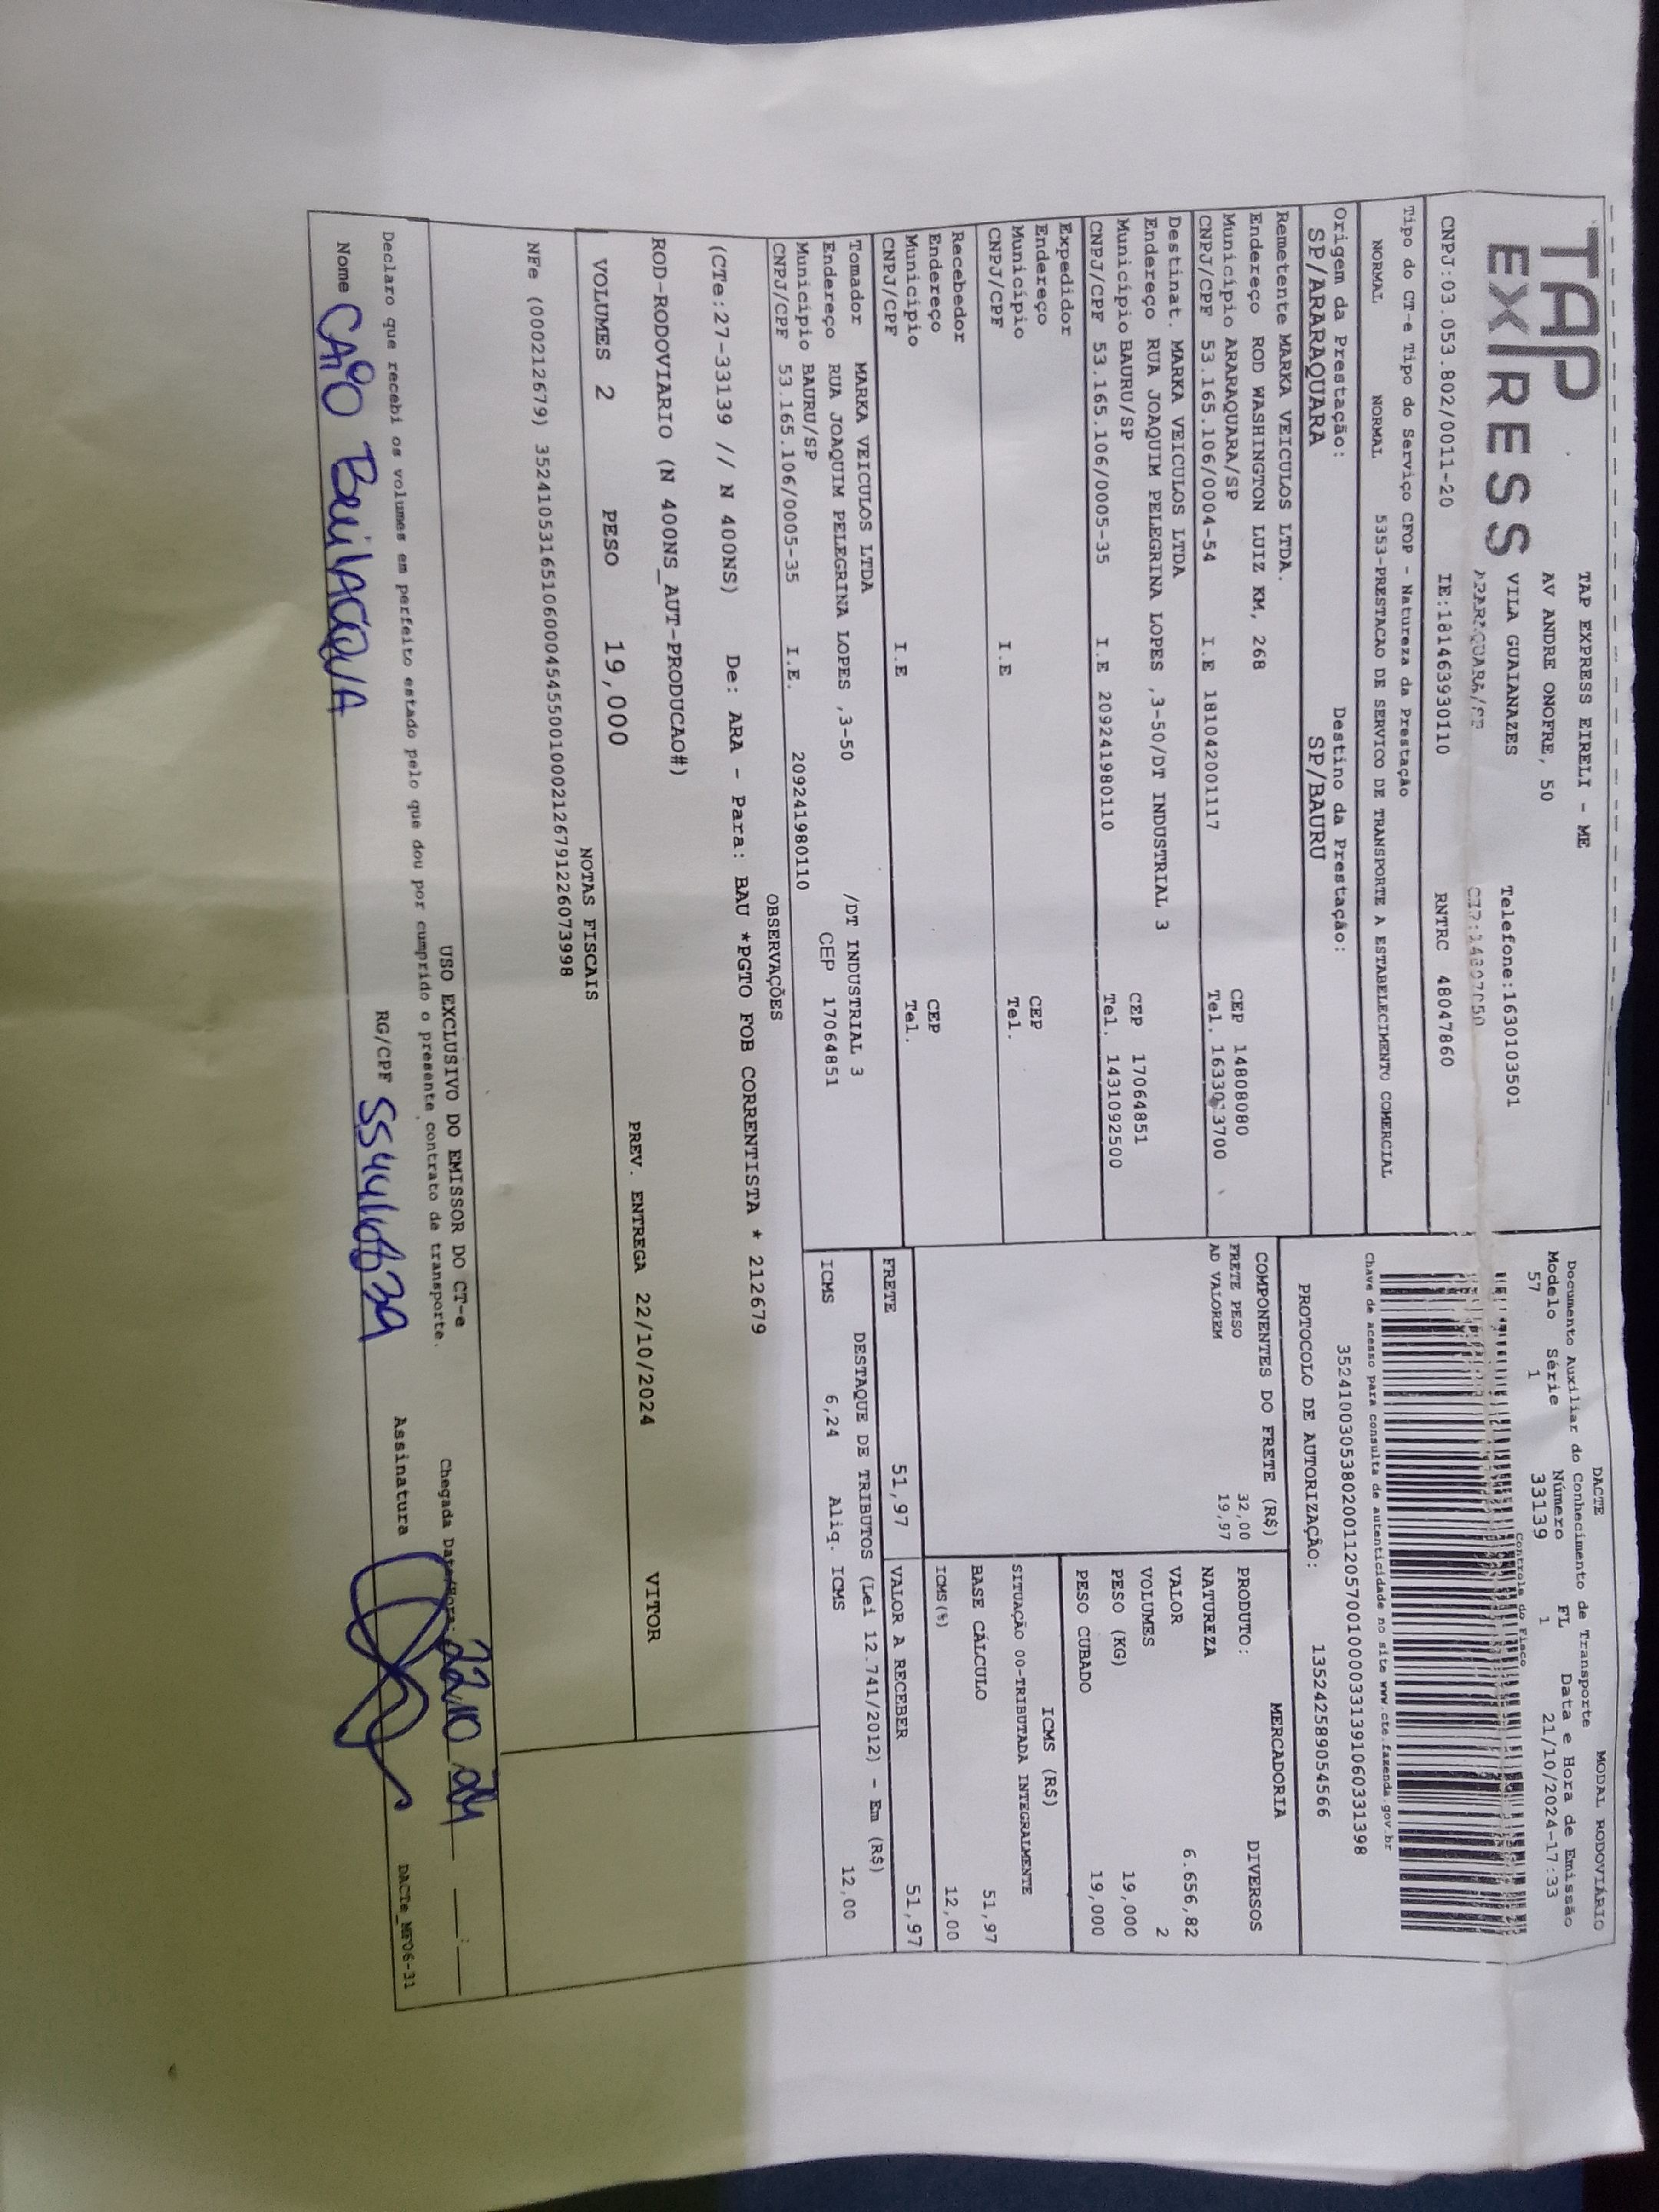 TAP
EXPRESS
TAP EXPRESS EIRELI - ME
AV ANDRE ONOFRE, 50
VILA GUAIANAZES Telefone:1630103501
ARARAQUARA/SP
CNPJ:03.053.802/0011-20 IE:181463930110 RNTRC 48047860
Tipo do CT-e Tipo do Serviço CFOP - Natureza da Prestação
NORMAL NORMAL 5353-PRESTACAO DE SERVICO DE TRANSPORTE A ESTABELECIMENTO COMERCIAL
Origem da Prestação: Destino da Prestação:
SP/ARARAQUARA SP/BAURU
DACTE MODAL RODOVIÁRIO
Documento Auxiliar do Conhecimento de Transporte
Modelo Série Número FL Data e Hora de Emissão
57 1 33139 1 21/10/2024-17:33
Controle do Fisco
Chave de acesso para consulta de autenticidade no site www.cte.fazenda.gov.br
PROTOCOLO DE AUTORIZAÇÃO: 135242589054566
Remetente MARKA VEICULOS LTDA.
Endereço ROD WASHINGTON LUIZ KM, 268 CEP 14808080
Município ARARAQUARA/SP Tel.
CNPJ/CPF 53.165.106/0004-54 I.E 181042001117
Destinat. MARKA VEICULOS LTDA
Endereço RUA JOAQUIM PELEGRINA LOPES ,3-50/DT INDUSTRIAL 3 CEP 17064851
Município BAURU/SP Tel. 1431092500
CNPJ/CPF 53.165.106/0005-35 I.E 209241980110
Expedidor
Endereço CEP
Município Tel.
CNPJ/CPF I.E
Recebedor
Endereço CEP
Município Tel.
CNPJ/CPF I.E
Tomador MARKA VEICULOS LTDA /DT INDUSTRIAL 3
Endereço RUA JOAQUIM PELEGRINA LOPES ,3-50 CEP 17064851
Município BAURU/SP
CNPJ/CPF 53.165.106/0005-35 I.E. 209241980110
COMPONENTES DO FRETE (R$)
FRETE PESO 32,00
AD VALOREM 19,97
MERCADORIA
PRODUTO: DIVERSOS
NATUREZA
VALOR 6.656,82
VOLUMES 2
PESO (KG) 19,000
PESO CUBADO 19,000
ICMS (R$)
SITUAÇÃO 00-TRIBUTADA INTEGRALMENTE
BASE CÁLCULO 51,97
ICMS(%) 12,00
FRETE 51,97 VALOR A RECEBER 51,97
DESTAQUE DE TRIBUTOS (Lei 12.741/2012) - Em (R$)
ICMS 6,24 Aliq. ICMS 12,00
OBSERVAÇÕES
(CTe:27-33139 // N 400NS) De: ARA - Para: BAU *PGTO FOB CORRENTISTA * 212679
ROD-RODOVIARIO (N 400NS_AUT-PRODUCAO#)
VOLUMES 2 PESO 19,000 PREV. ENTREGA 22/10/2024 VITOR
NOTAS FISCAIS
NFe (000212679) 35241053165106000454550010002126791226073998
USO EXCLUSIVO DO EMISSOR DO CT-e
Declaro que recebi os volumes em perfeito estado pelo que dou por cumprido o presente contrato de transporte.
Chegada Data/Hora: 22 10 24
Nome CAIO BEVILACQUA RG/CPF Assinatura
DACTe_MF06-31